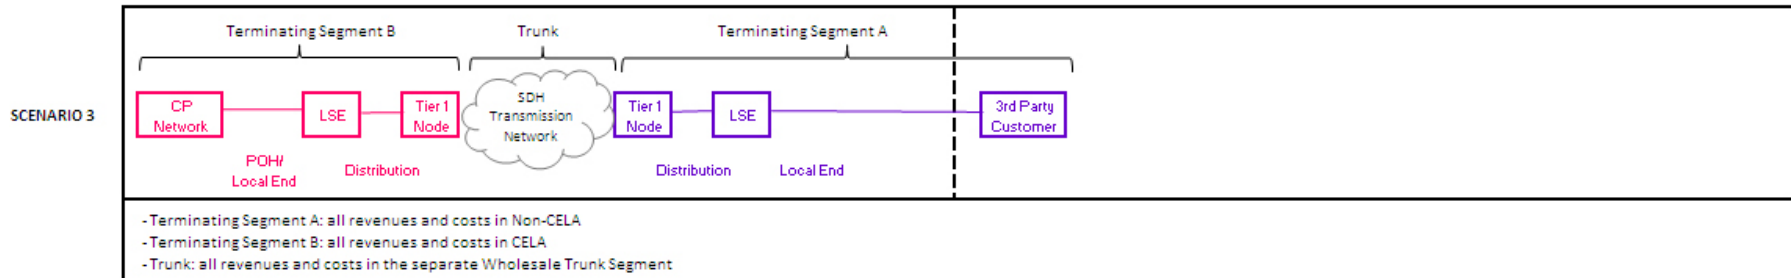 Terminating Segment B
Trunk
Terminating Segment A
SCENARIO 3
CP
Network
LSE
Tier 1
Node
SDH
Transmission
Network
Tier 1
Node
LSE
3rd Party
Customer
POH/
Local End
Distribution
Distribution
Local End
- Terminating Segment A: all revenues and costs in Non-CELA
- Terminating Segment B: all revenues and costs in CELA
- Trunk: all revenues and costs in the separate Wholesale Trunk Segment